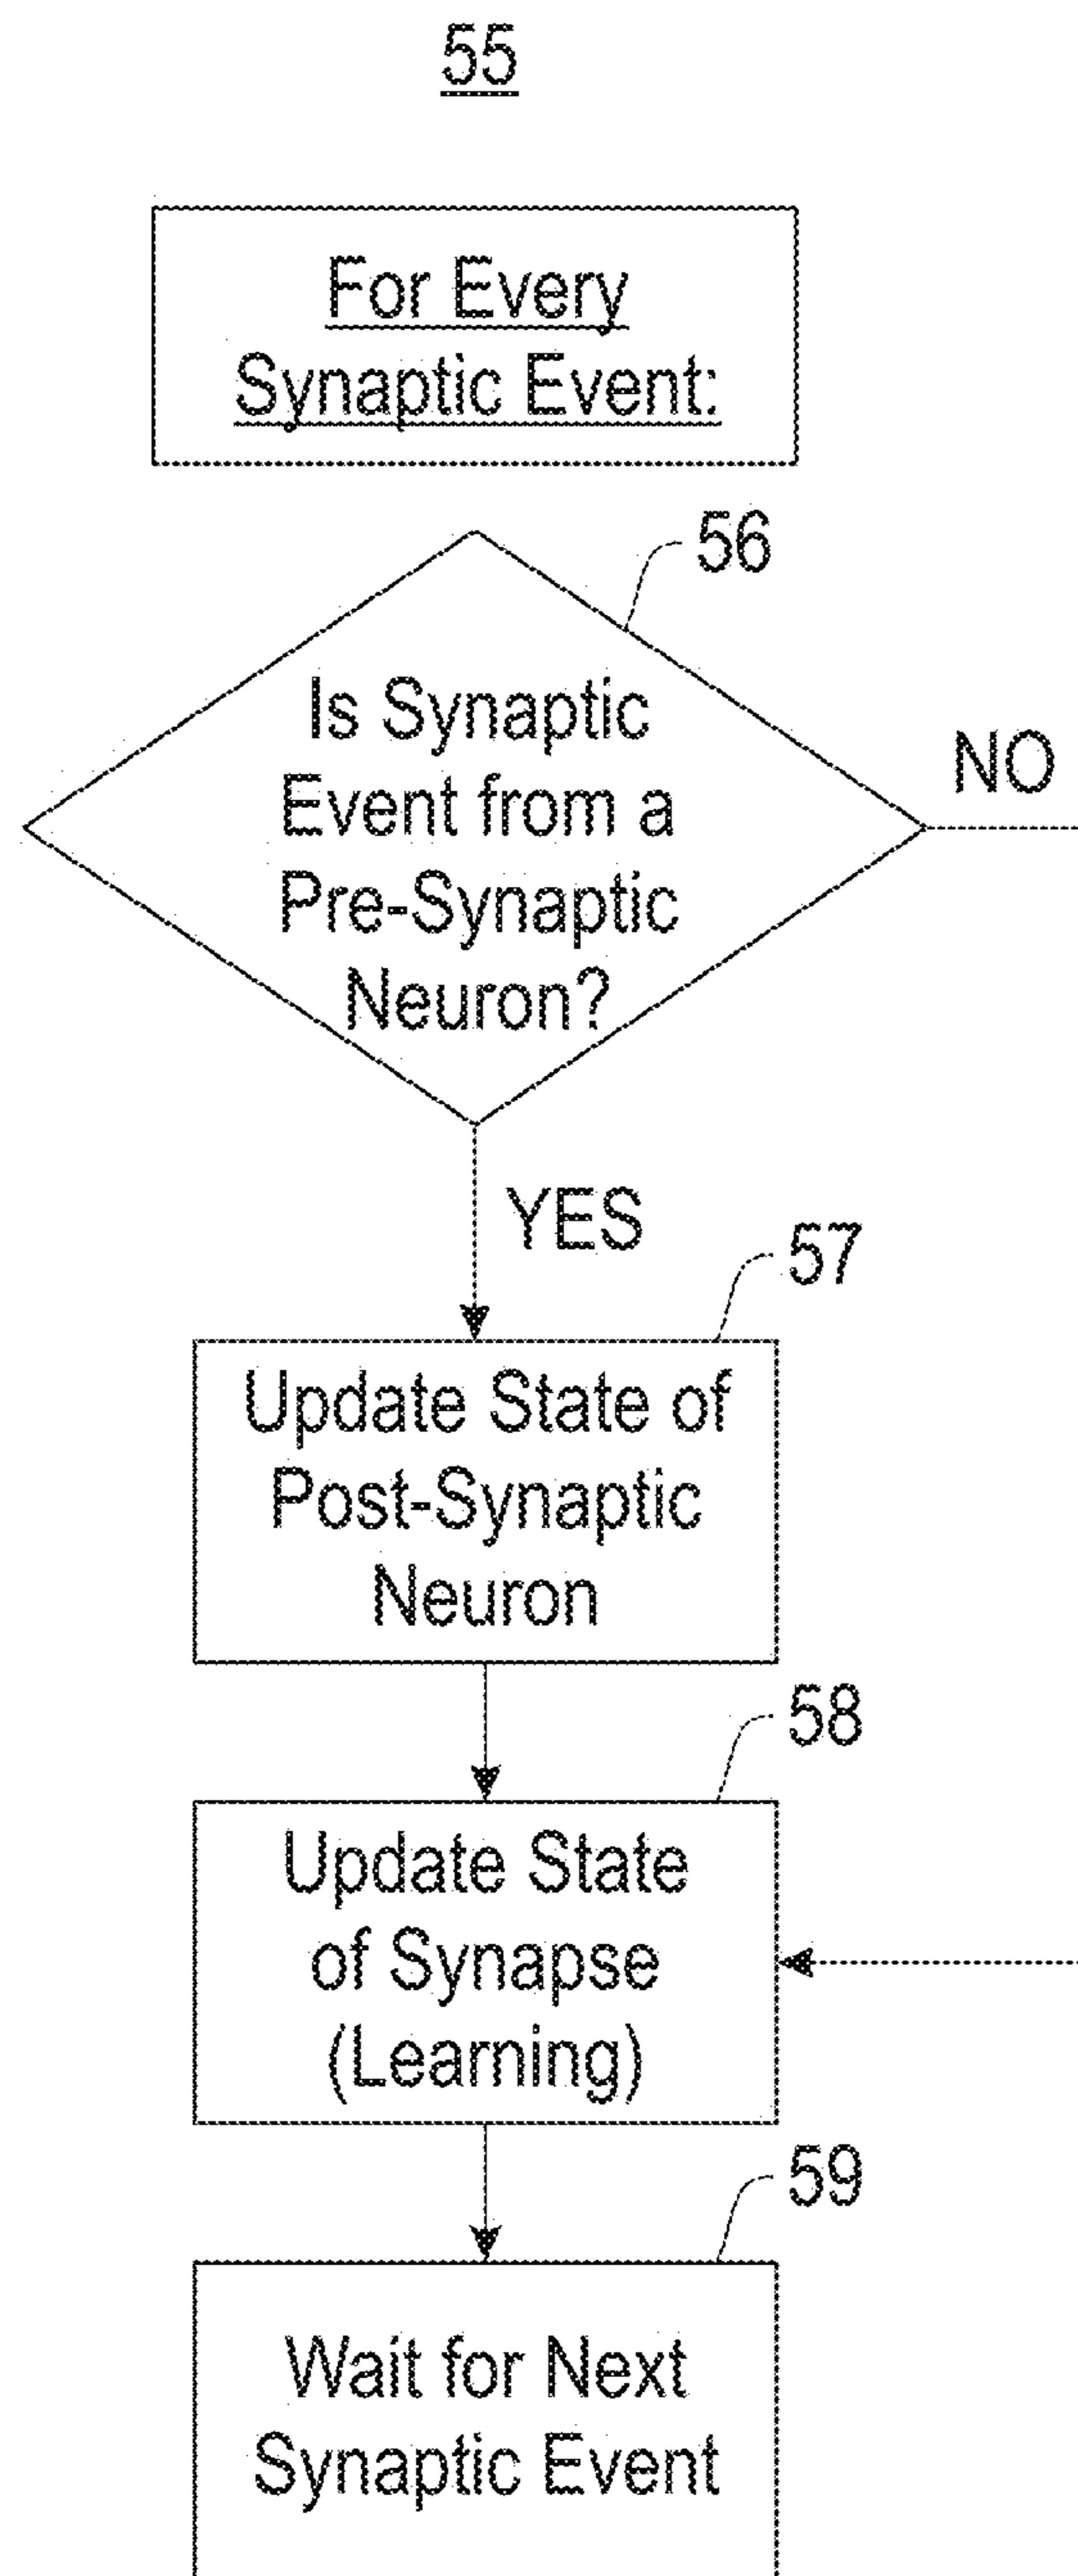 55
For Every
Synaptic Event:
56
Is Synaptic
Event from a
Pre-Synaptic
Neuron?
NO
YES
57
Update State of
Post-Synaptic
Neuron
58
Update State
of Synapse
(Learning)
59
Wait for Next
Synaptic Event